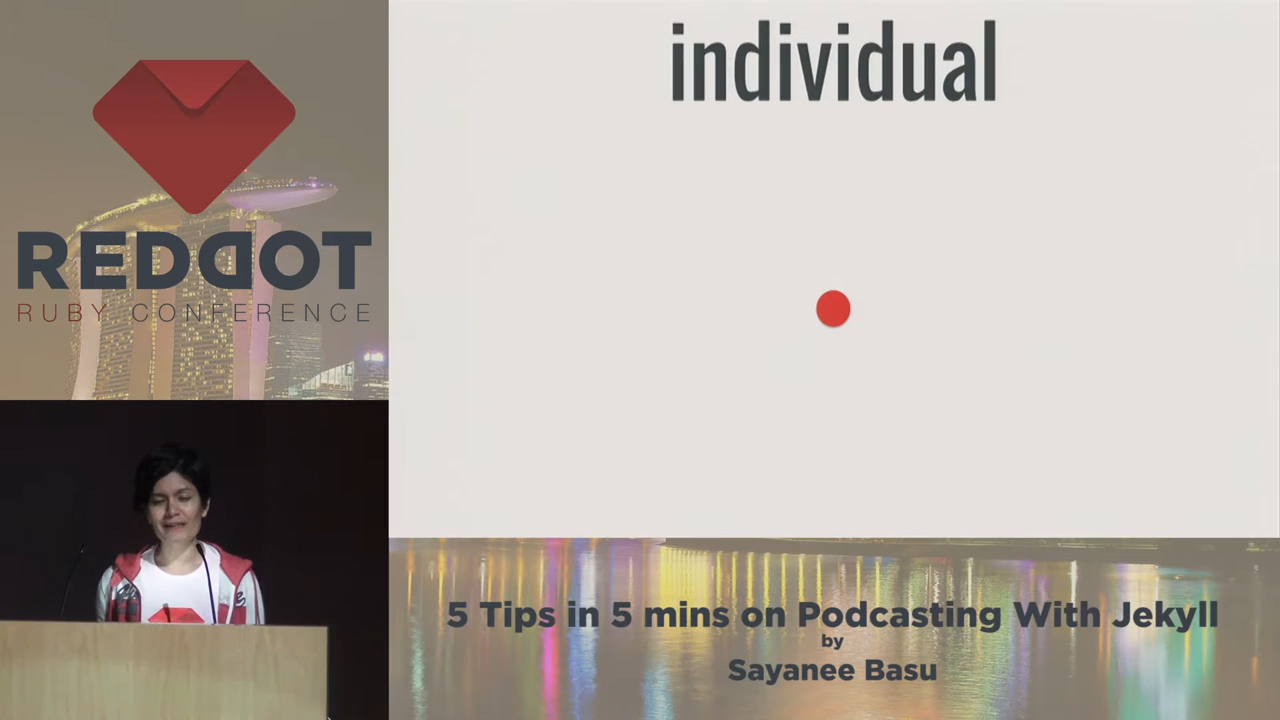 REDDOT
RUBY CONFERENCE
individual
5 Tips in 5 mins on Podcasting With Jekyll
by
Sayanee Basu